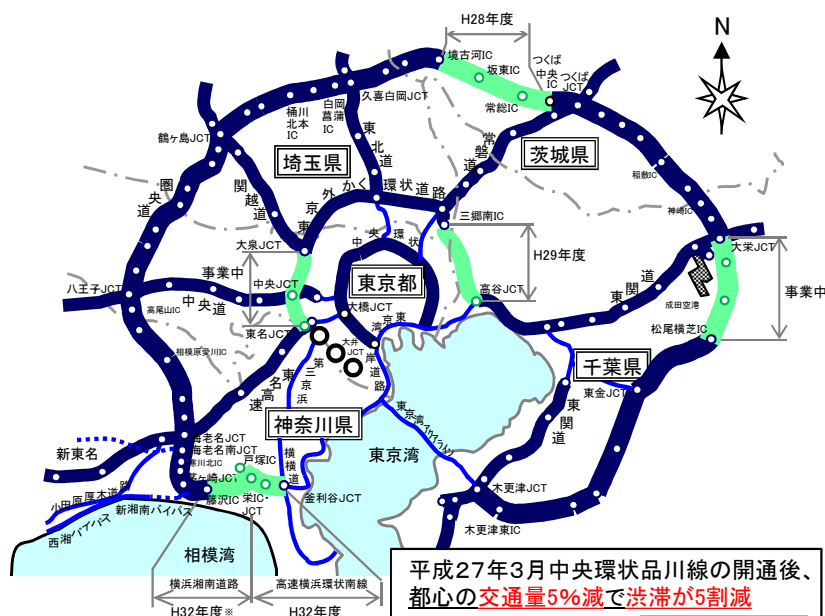 H28年度
N
境古河IC
坂東IC
つくば
中央
IC
つくば
JCT
常総IC
久喜白岡JCT
白岡
菖蒲
IC
桶川
北本
IC
鶴ヶ島JCT
東北道
常磐道
茨城県
埼玉県
圏央道
関越道
東京外かく環状道路
稲敷IC
神崎IC
三郷南IC
大泉JCT
中央環状
H29年度
大栄JCT
事業中
東京都
八王子JCT
中央JCT
高谷JCT
東関道
成田空港
事業中
高尾山IC
中央道
大橋JCT
東名JCT
大井
JCT
東京湾岸道路
松尾横芝IC
相模原愛川IC
第三京浜
東名高速
千葉県
東金JCT
神奈川県
東関道
東京湾アクアライン
東京湾
新東名
海老名JCT
海老名南JCT
寒川北IC
戸塚IC
横横道
茅ヶ崎JCT
藤沢IC
栄IC・
JCT
釜利谷JCT
木更津JCT
木更津東IC
小田原厚木道路
新湘南バイパス
西湘バイパス
相模湾
横浜湘南道路
高速横浜環状南線
H32年度※
H32年度
平成27年3月中央環状品川線の開通後、
都心の交通量5%減で渋滞が5割減